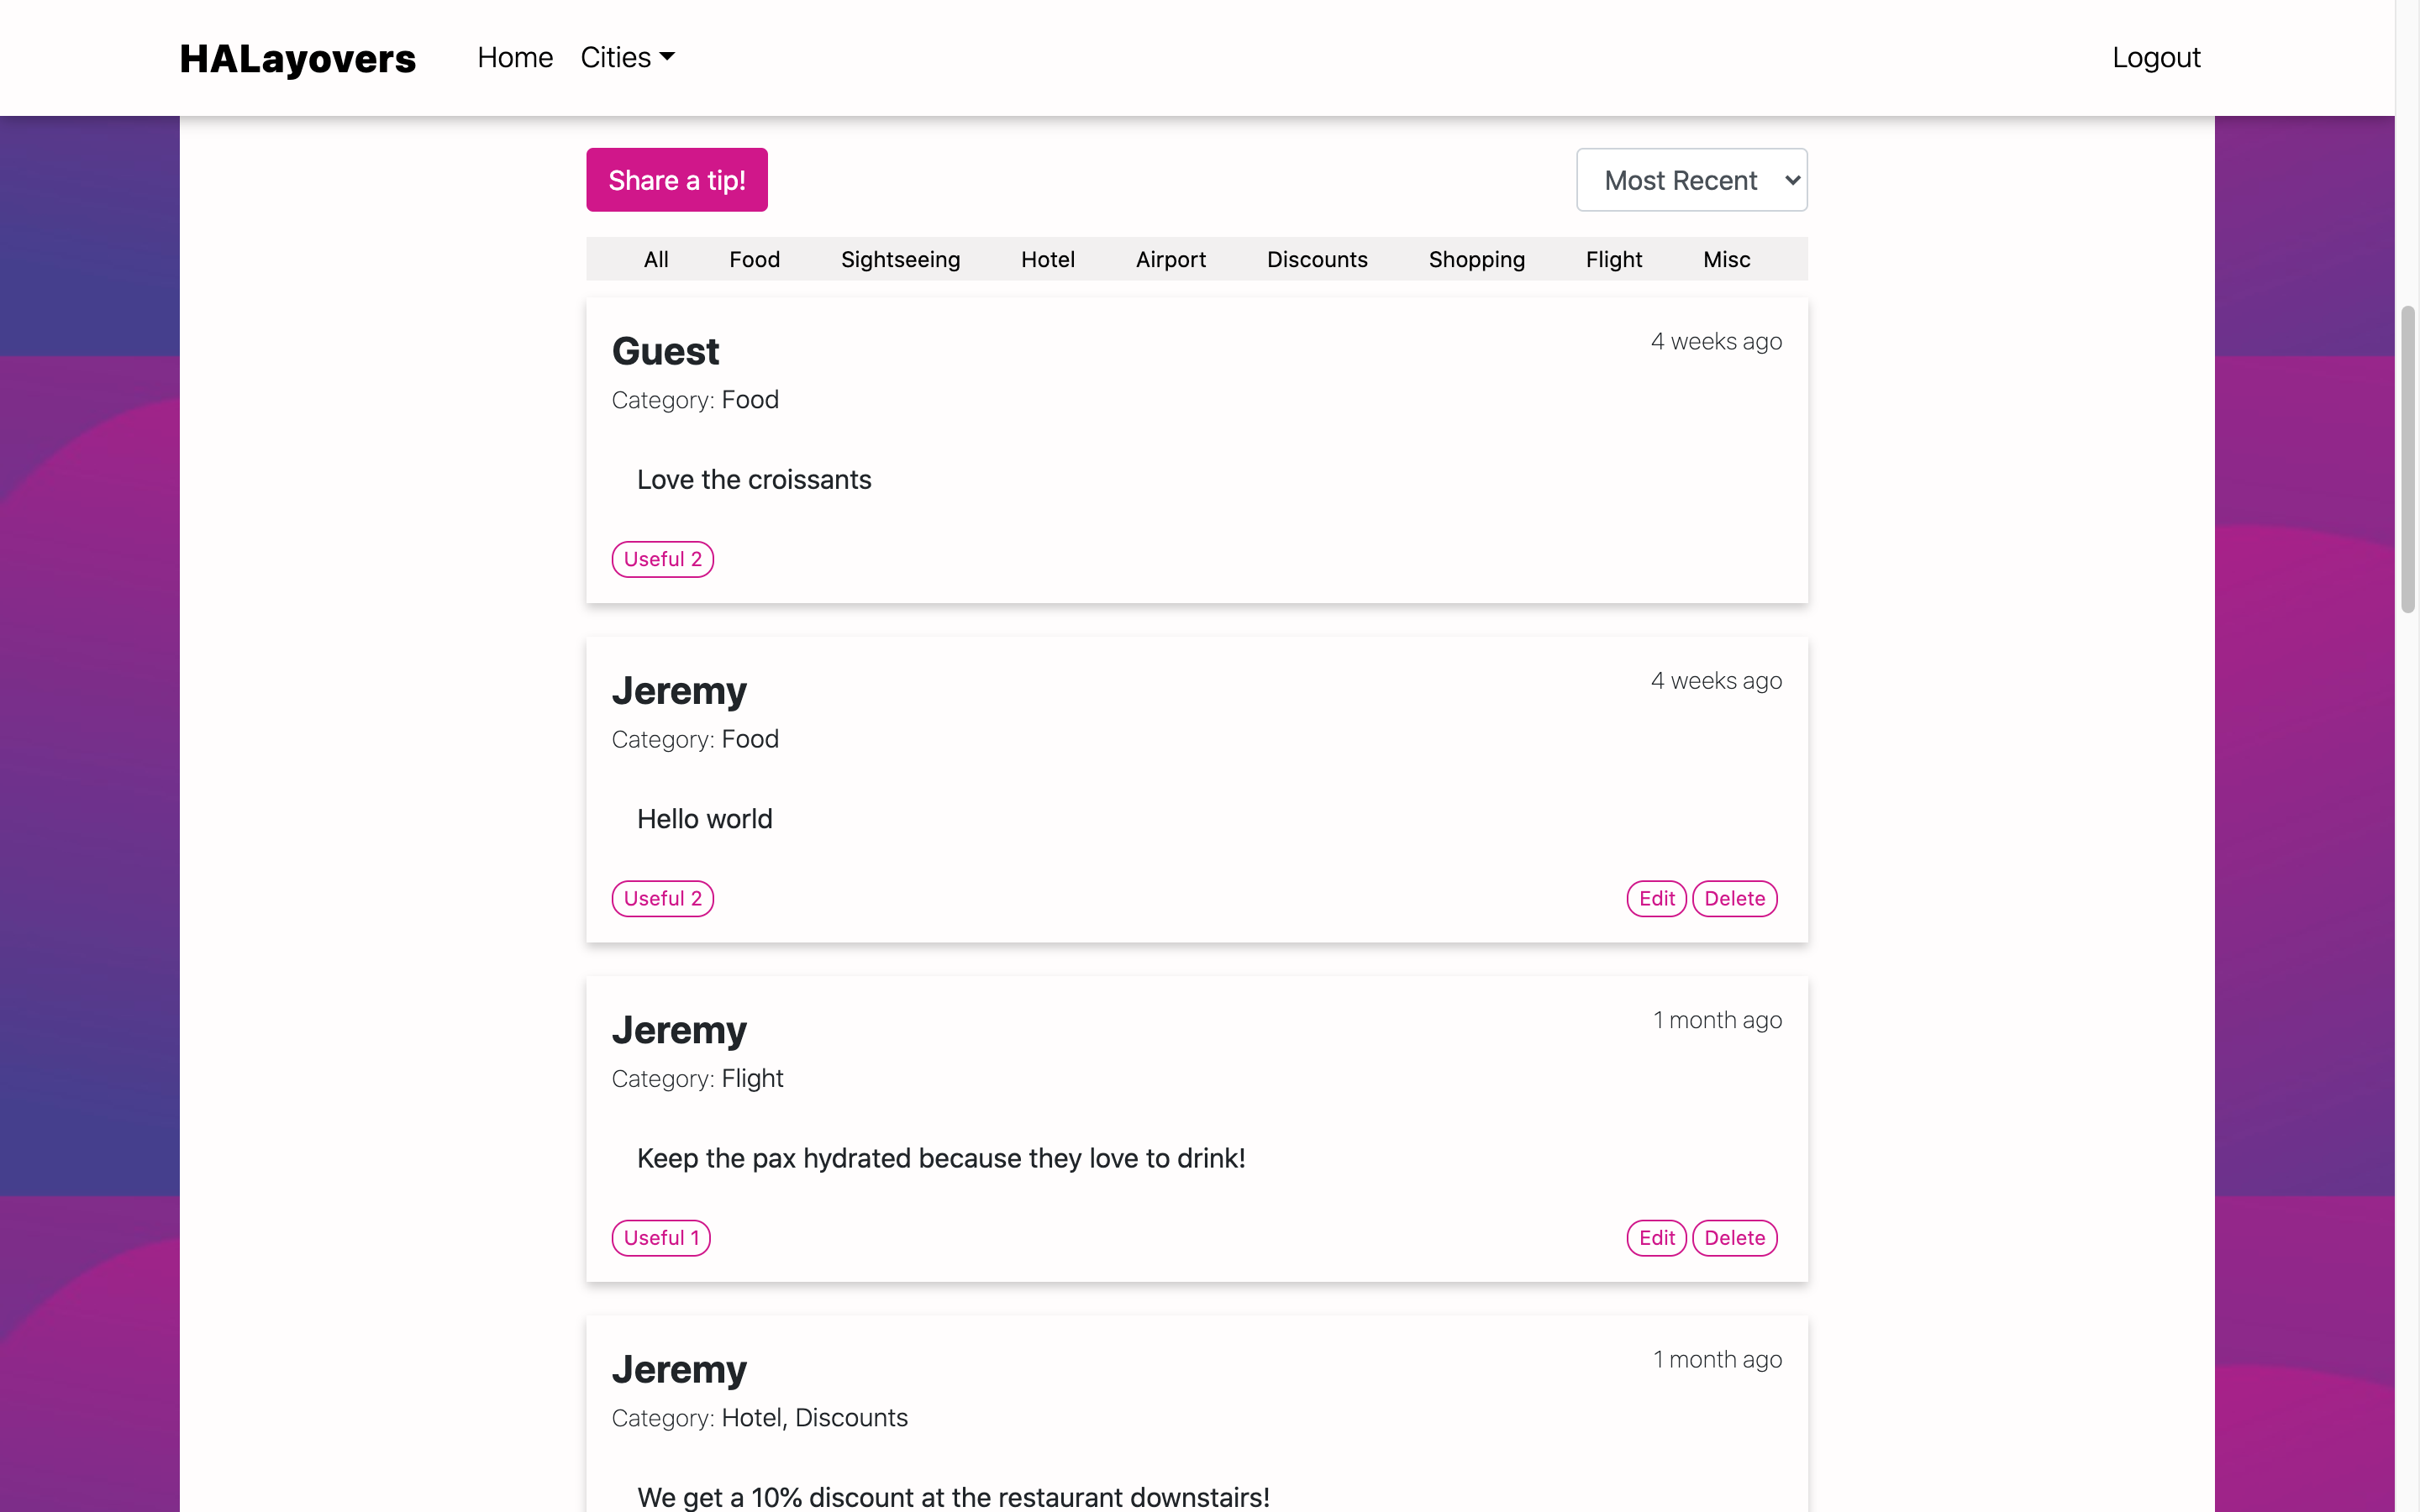 HALayovers Home Cities Logout
Share a tip! Most Recent
All Food Sightseeing Hotel Airport Discounts Shopping Flight Misc
Guest 4 weeks ago
Category: Food
Love the croissants
Useful 2
Jeremy 4 weeks ago
Category: Food
Hello world
Useful 2 Edit Delete
Jeremy 1 month ago
Category: Flight
Keep the pax hydrated because they love to drink!
Useful 1 Edit Delete
Jeremy 1 month ago
Category: Hotel, Discounts
We get a 10% discount at the restaurant downstairs!